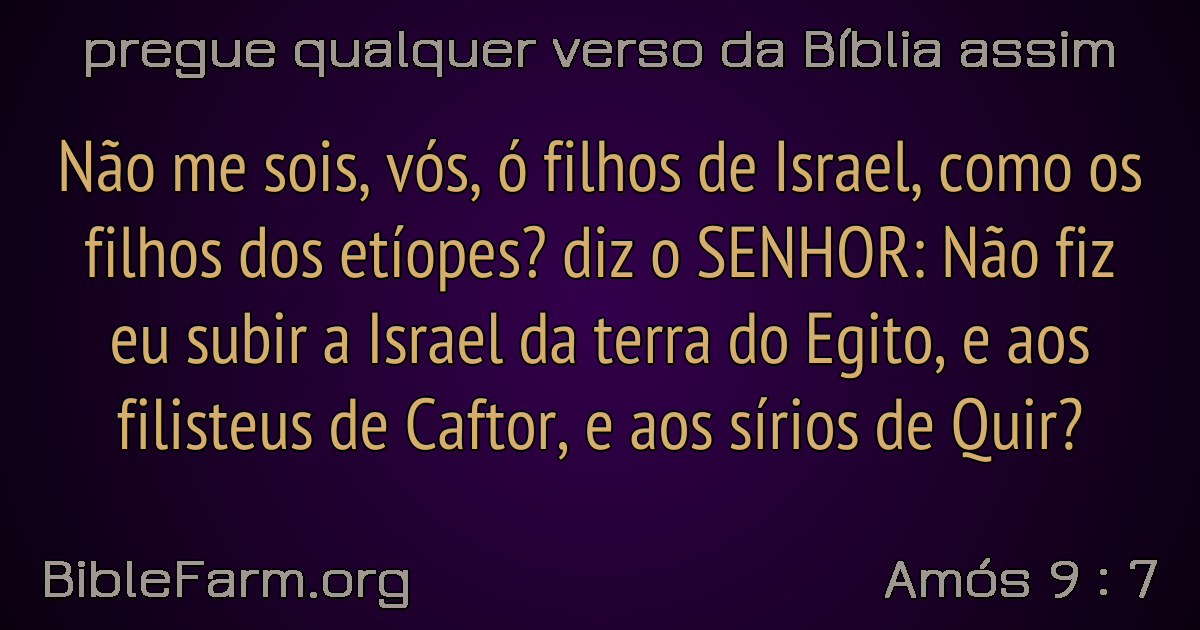 pregue qualquer verso da Bíblia assim
Não me sois, vós, ó filhos de Israel, como os
filhos dos etíopes? diz o SENHOR: Não fiz
eu subir a Israel da terra do Egito, e aos
filisteus de Caftor, e aos sírios de Quir?
BibleFarm.org
Amós 9 : 7